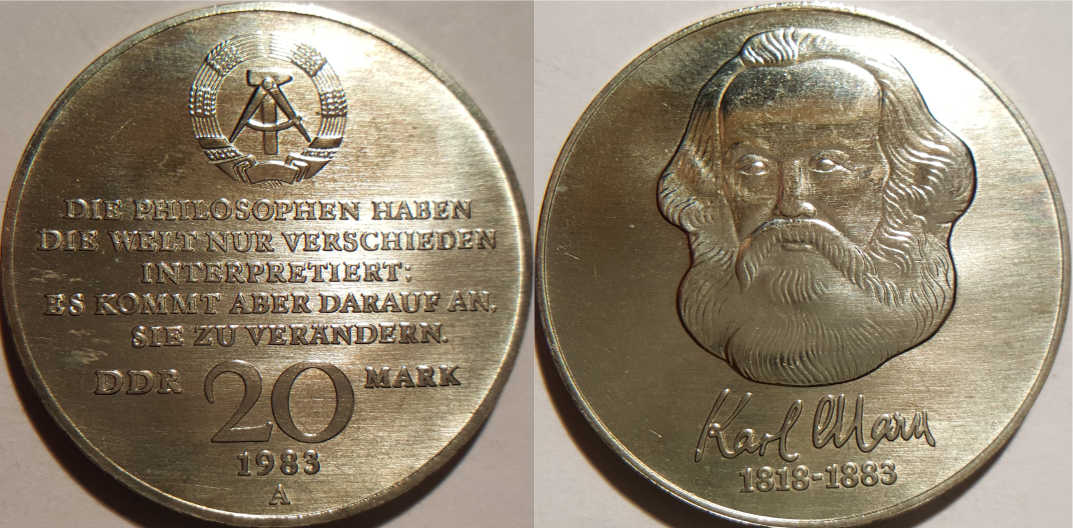 DIE PHILOSOPHEN HABEN
DIE WELT NUR VERSCHIEDEN
INTERPRETIERT;
ES KOMMT ABER DARAUF AN,
SIE ZU VERÄNDERN.
DDR 20 MARK
1983
A
Karl Marx
1818-1883